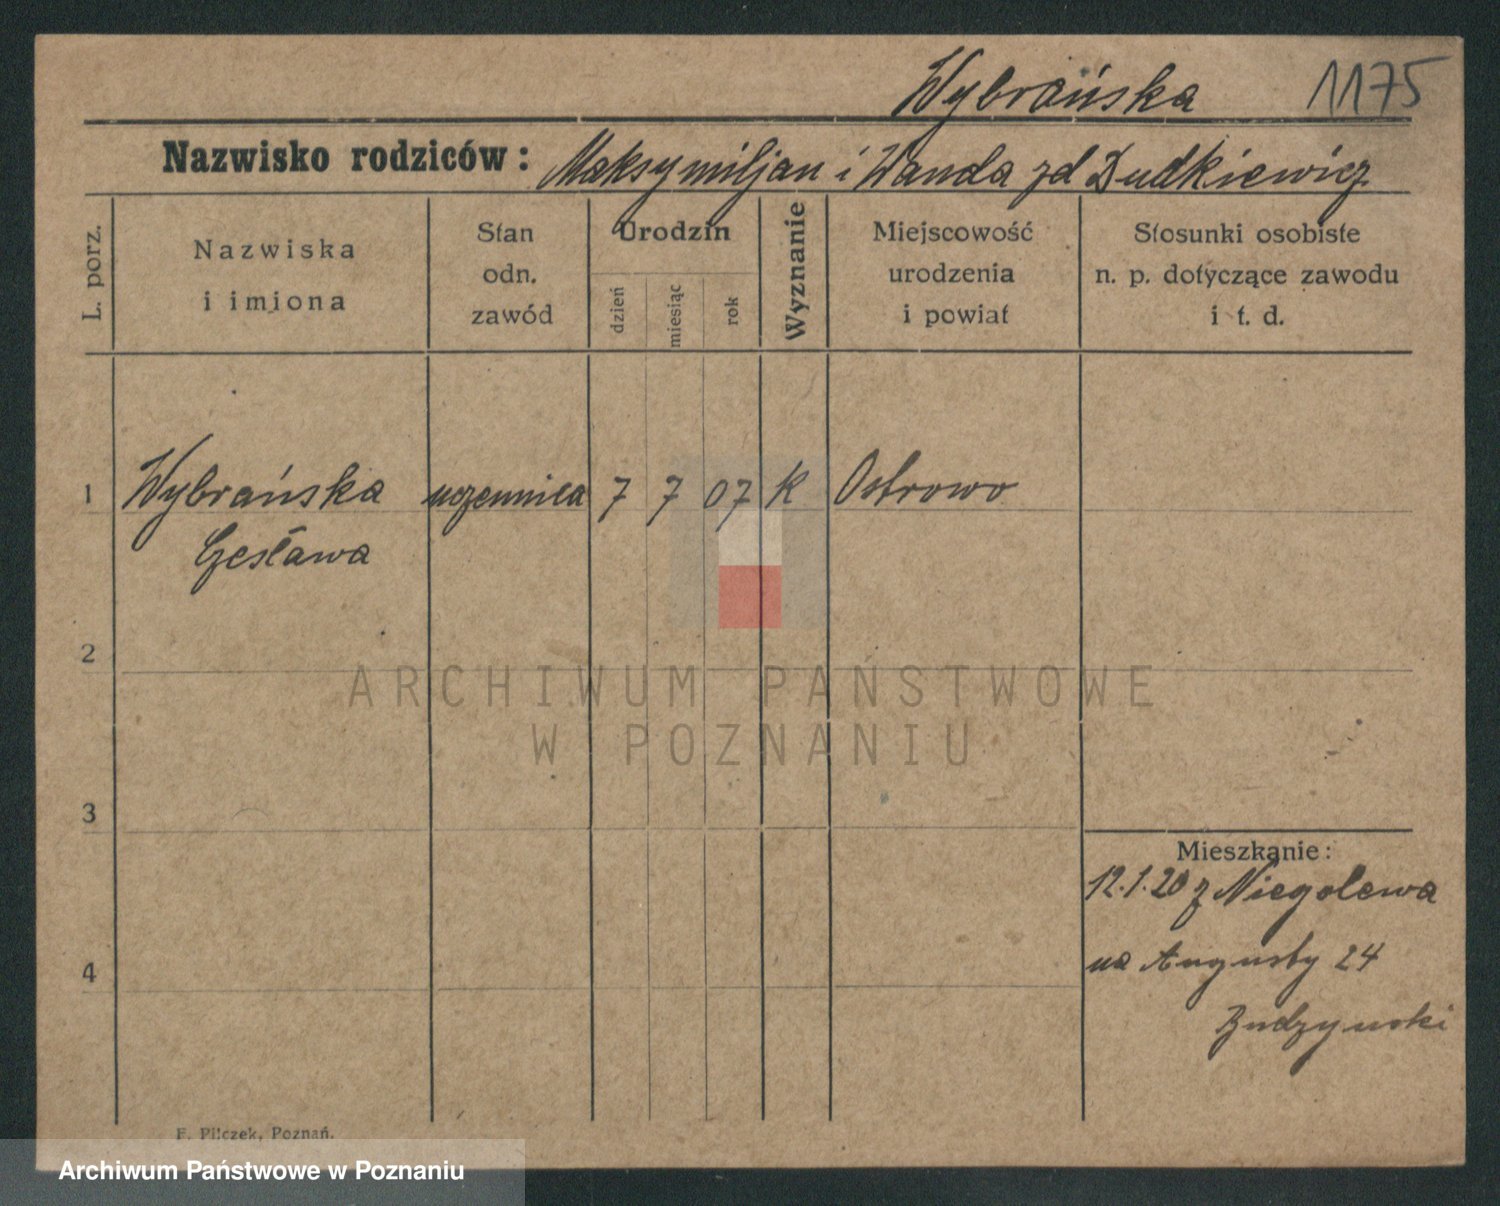 Wybrańska 1175
Nazwisko rodziców: Maksymiljan i Wanda zd Dudkiewicz
L. porz.
Nazwiska
i imiona
Stan
odn.
zawód
Urodzin
dzień
miesiąc
rok
Wyznanie
Miejscowość
urodzenia
i powiat
Stosunki osobiste
n. p. dotyczące zawodu
i t. d.
1 Wybrańska uczennica 7 7 07 K Ostrowo
Czesława
2
3
4
Mieszkanie:
12.1.20 z Niegolewa
na Augusty 24
Budzynski
F. Pilczek, Poznań.
ARCHIWUM PAŃSTWOWE
W POZNANIU
Archiwum Państwowe w Poznaniu